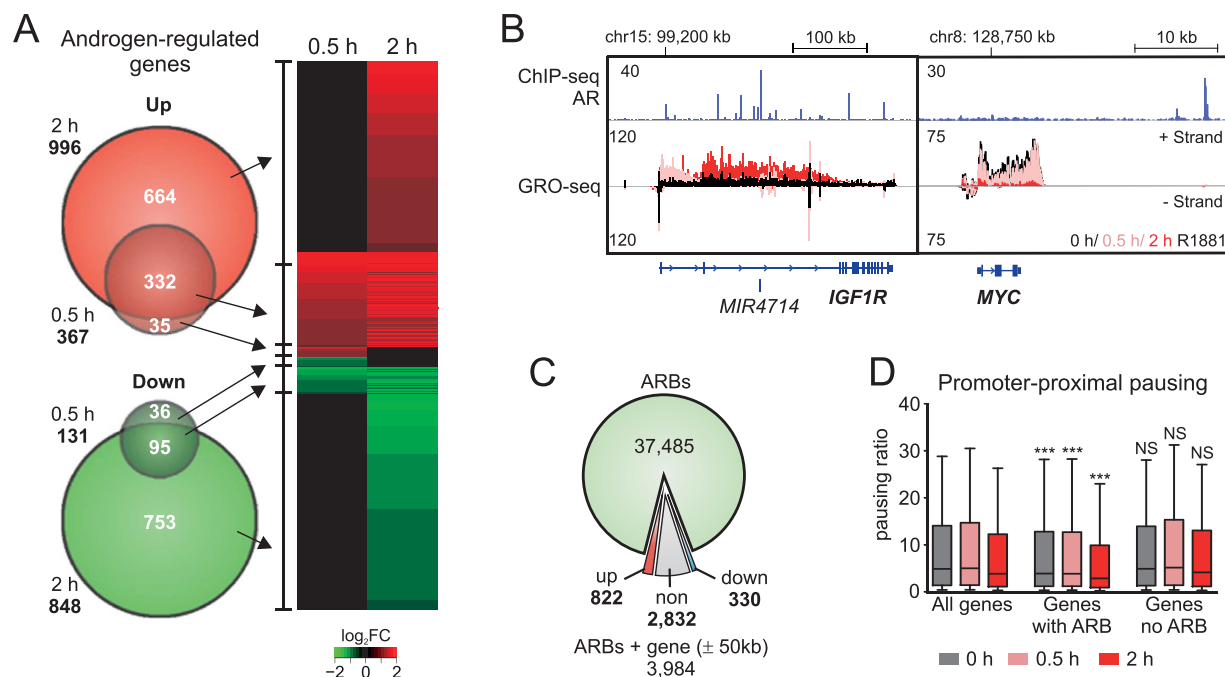 A
Androgen-regulated
genes
Up
2 h
996
664
332
35
0.5 h
367
Down
0.5 h
131
36
95
753
2 h
848
0.5 h 2 h
log₂FC
−2 −1 0 1 2
B
chr15: 99,200 kb 100 kb chr8: 128,750 kb 10 kb
ChIP-seq
AR
40 30
GRO-seq
120 75
+ Strand
- Strand
120 75
0 h/ 0.5 h/ 2 h R1881
MIR4714 IGF1R MYC
C
ARBs
37,485
up
822
non
2,832
down
330
ARBs + gene (± 50kb)
3,984
D
Promoter-proximal pausing
pausing ratio
40
30
20
10
0
*** *** ***
NS NS NS
All genes
Genes
with ARB
Genes
no ARB
0 h 0.5 h 2 h